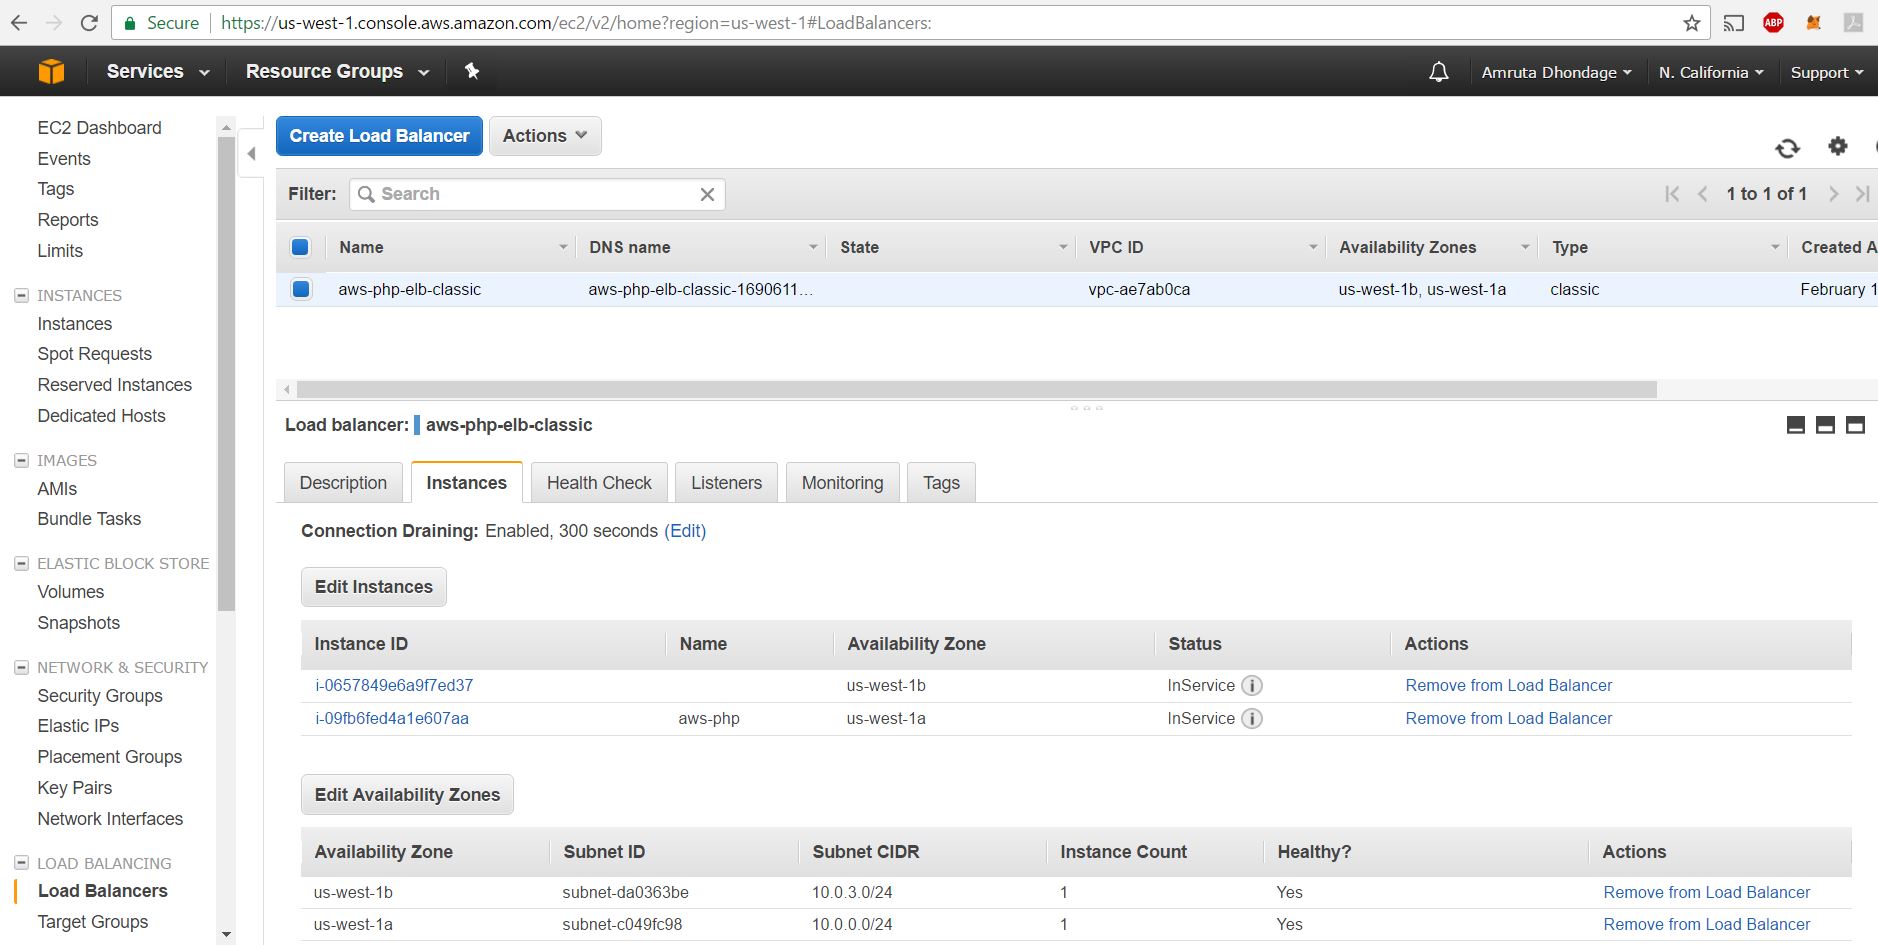 Secure https://us-west-1.console.aws.amazon.com/ec2/v2/home?region=us-west-1#LoadBalancers:
ABP
Services Resource Groups Amruta Dhondage N. California Support
EC2 Dashboard
Events
Tags
Reports
Limits
INSTANCES
Instances
Spot Requests
Reserved Instances
Dedicated Hosts
IMAGES
AMIs
Bundle Tasks
ELASTIC BLOCK STORE
Volumes
Snapshots
NETWORK & SECURITY
Security Groups
Elastic IPs
Placement Groups
Key Pairs
Network Interfaces
LOAD BALANCING
Load Balancers
Target Groups
Create Load Balancer Actions
Filter: Search 1 to 1 of 1
Name DNS name State VPC ID Availability Zones Type Created A
aws-php-elb-classic aws-php-elb-classic-1690611... vpc-ae7ab0ca us-west-1b, us-west-1a classic February 1
Load balancer: aws-php-elb-classic
Description Instances Health Check Listeners Monitoring Tags
Connection Draining: Enabled, 300 seconds (Edit)
Edit Instances
Instance ID Name Availability Zone Status Actions
i-0657849e6a9f7ed37 us-west-1b InService Remove from Load Balancer
i-09fb6fed4a1e607aa aws-php us-west-1a InService Remove from Load Balancer
Edit Availability Zones
Availability Zone Subnet ID Subnet CIDR Instance Count Healthy? Actions
us-west-1b subnet-da0363be 10.0.3.0/24 1 Yes Remove from Load Balancer
us-west-1a subnet-c049fc98 10.0.0.0/24 1 Yes Remove from Load Balancer